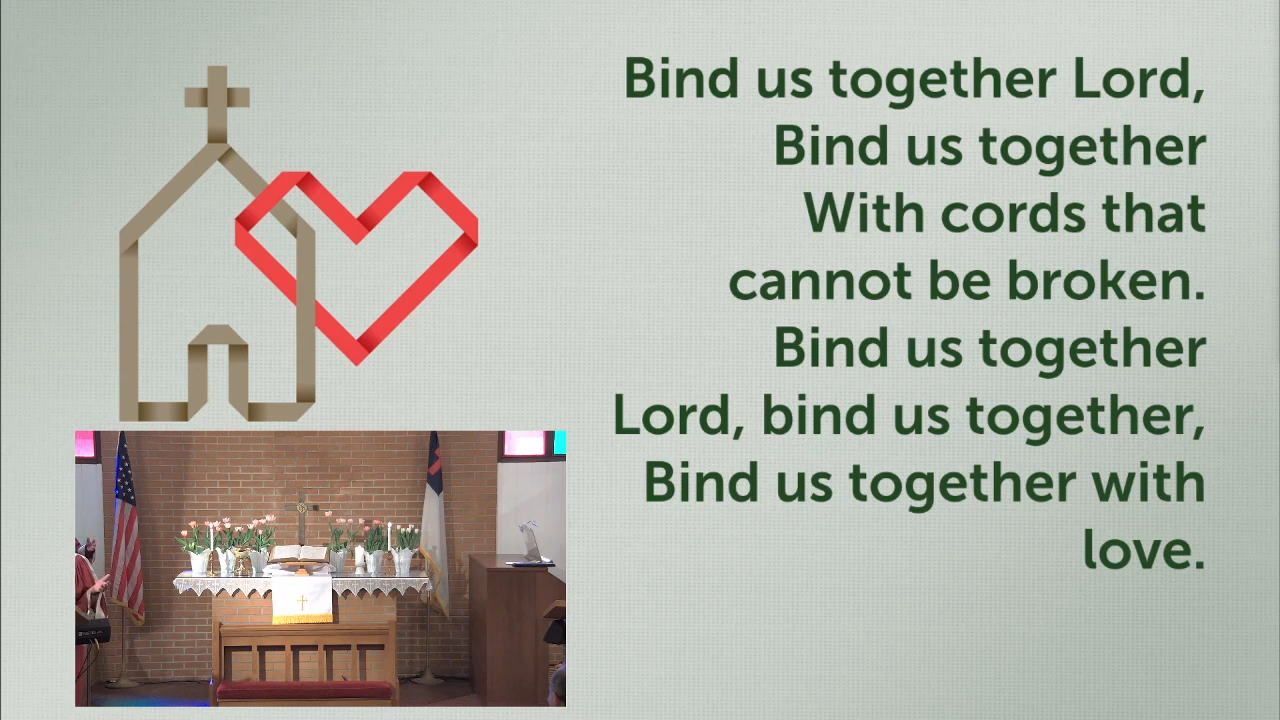 Bind us together Lord,
Bind us together
With cords that
cannot be broken.
Bind us together
Lord, bind us together,
Bind us together with
love.